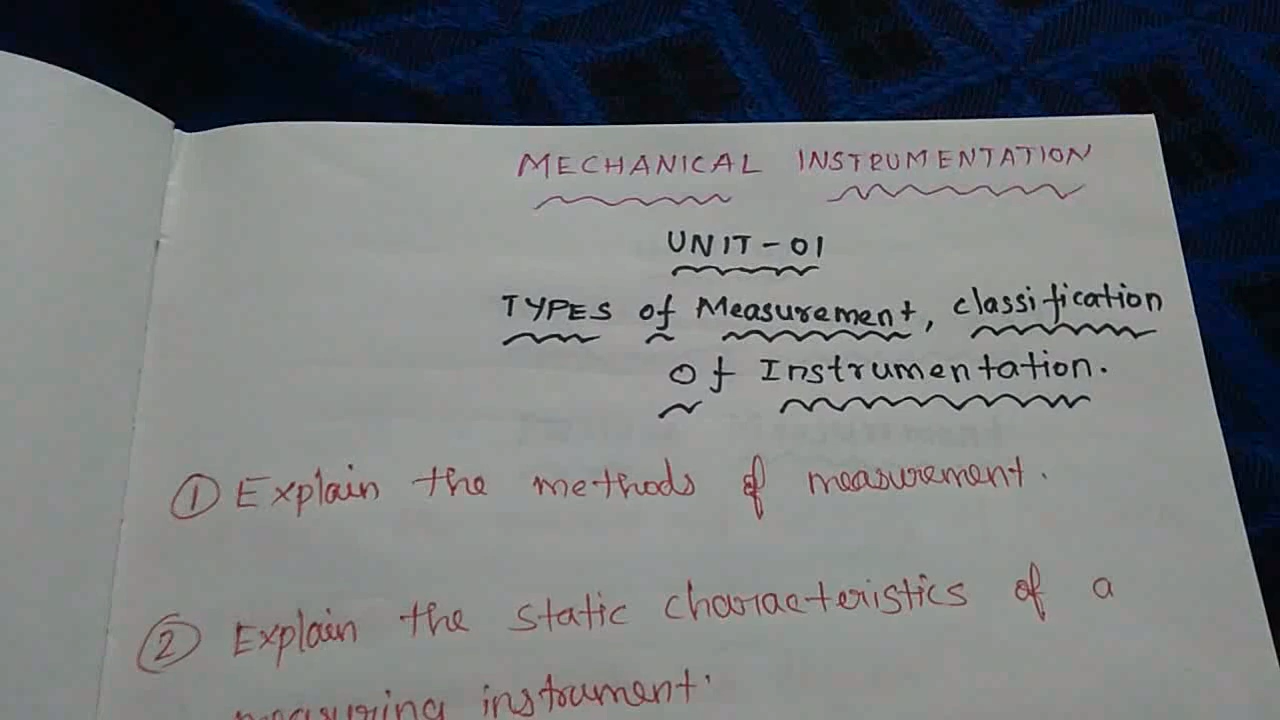 MECHANICAL INSTRUMENTATION
UNIT-01
TYPES of Measurement, classification
Of Instrumentation.
① Explain the methods of measurement.
② Explain the static characteristics of a
measuring instrument.